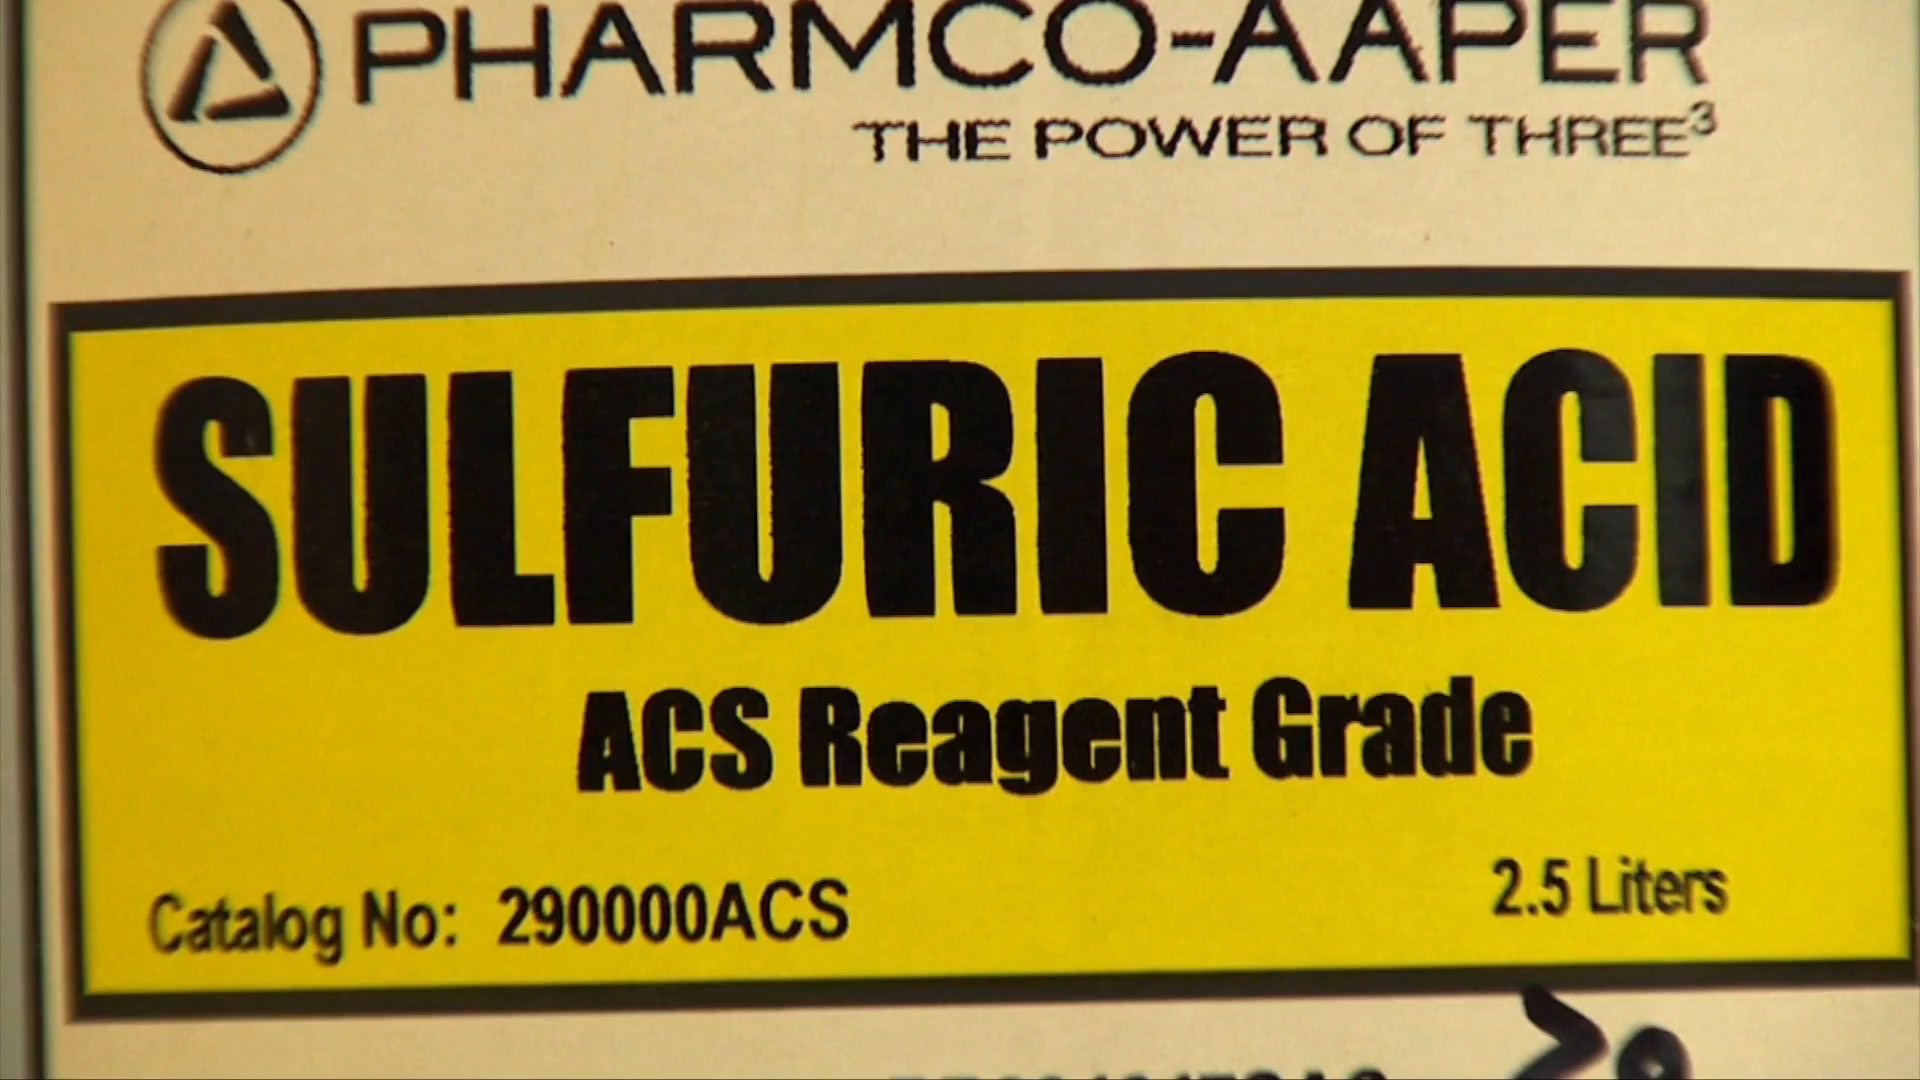 PHARMCO-AAPER
THE POWER OF THREE³
SULFURIC ACID
ACS Reagent Grade
Catalog No: 290000ACS
2.5 Liters